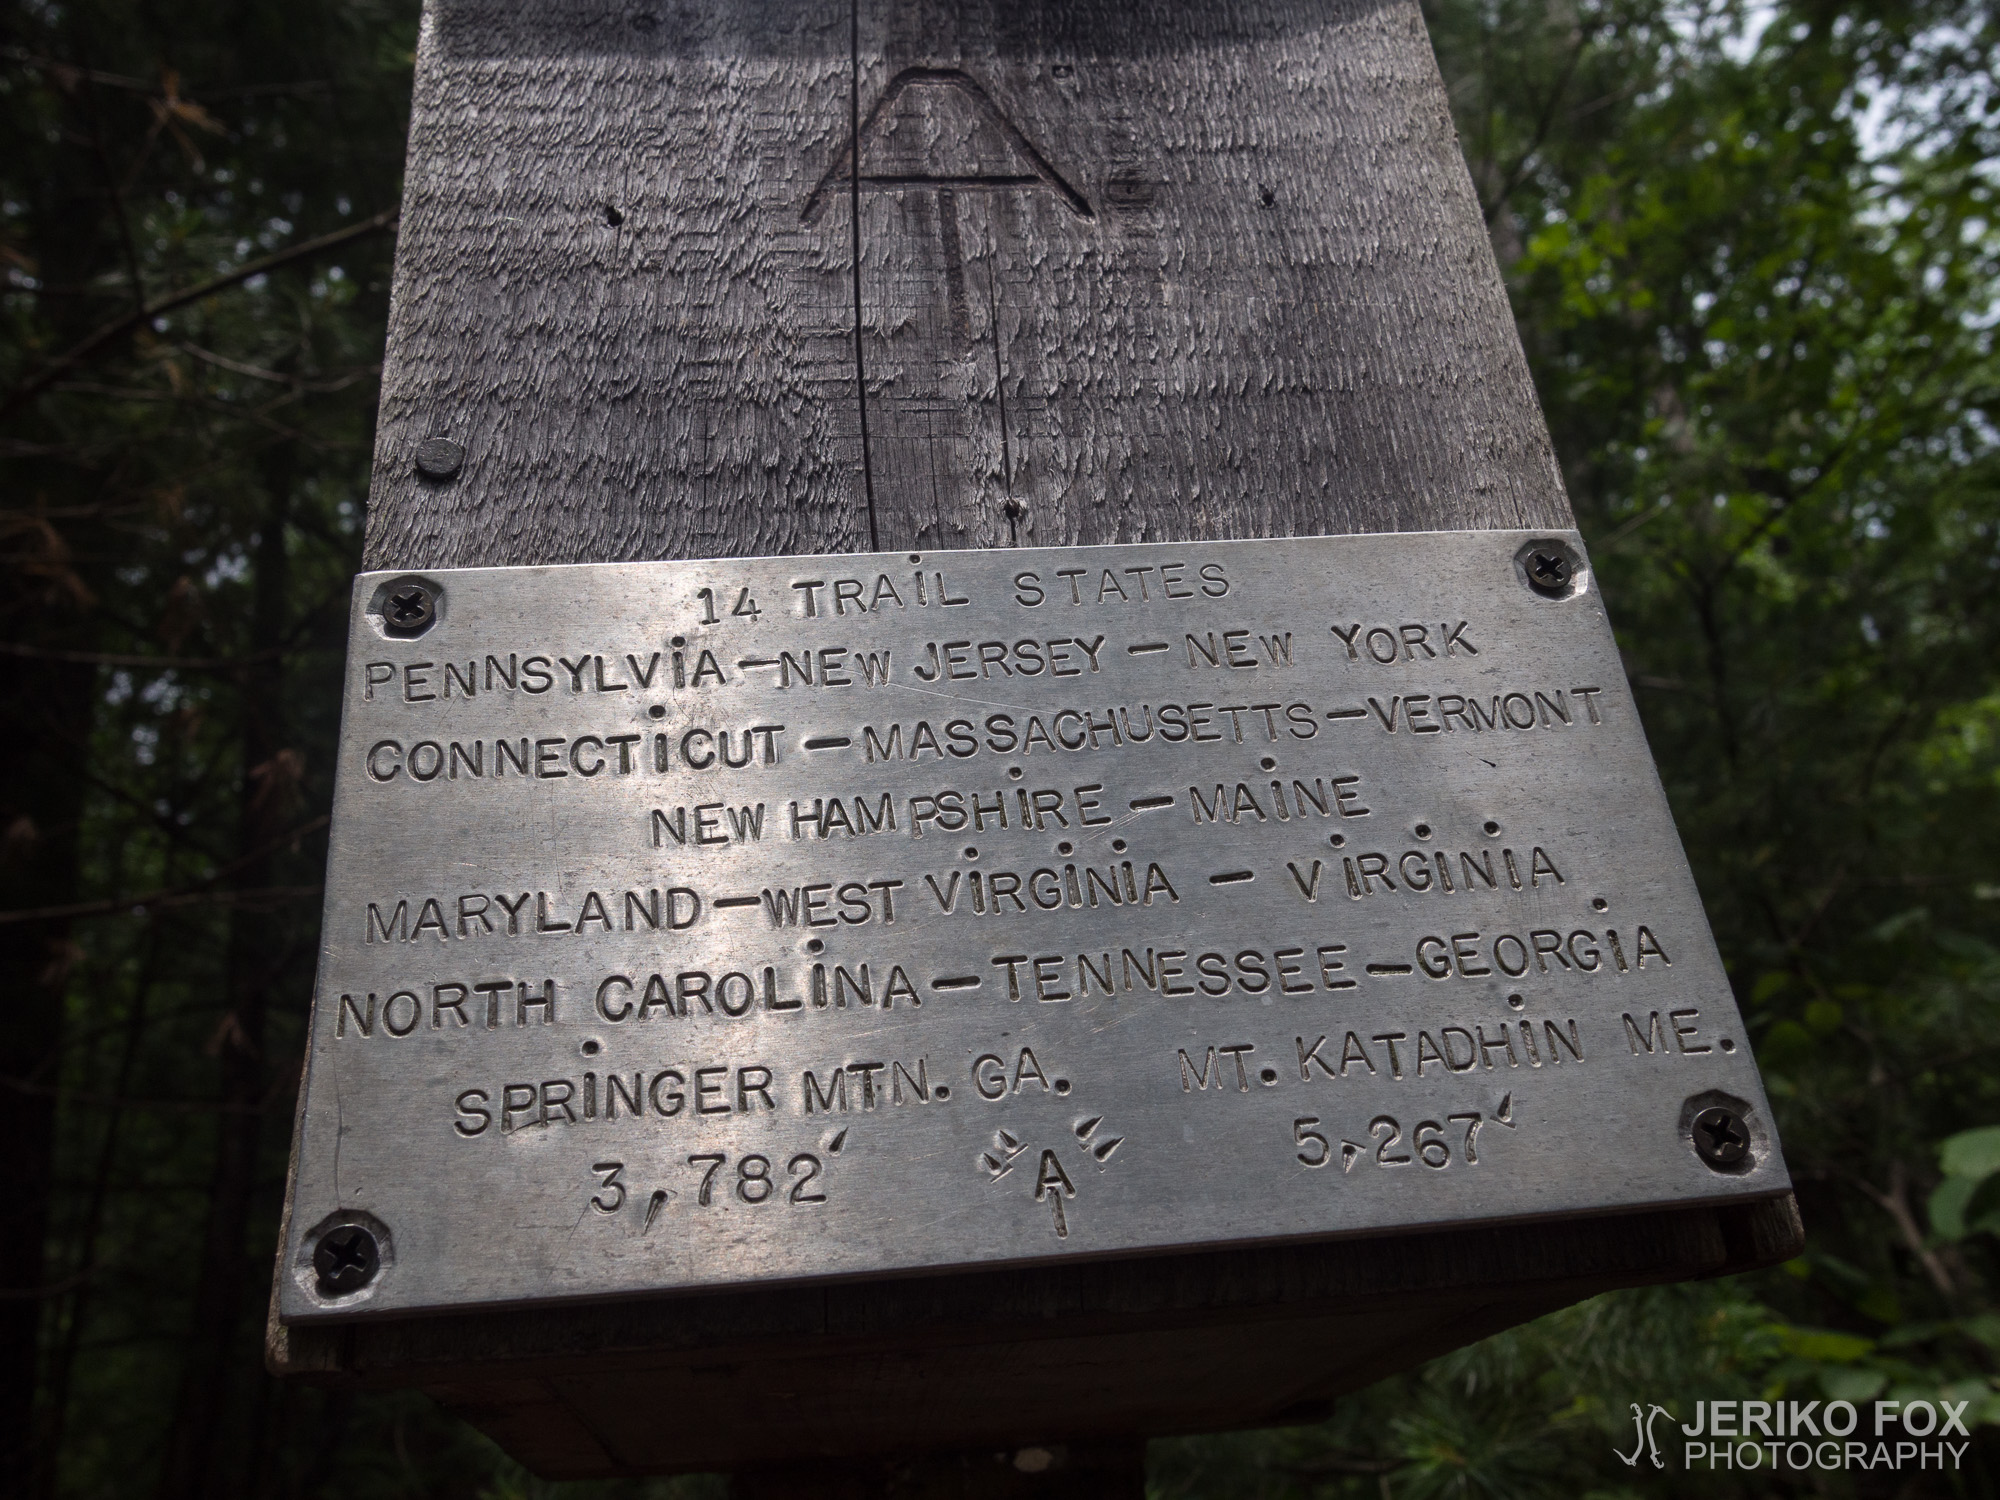 14 TRAiL STATES
PENNSYLViA—NEW JERSEY—NEW YORK
CONNECTiCUT—MASSACHUSETTS—VERMONT
NEW HAMPSHiRE—MAiNE
MARYLAND—WEST ViRGiNiA—ViRGiNiA
NORTH CAROLiNA—TENNESSEE—GEORGiA
SPRiNGER MTN. GA. MT. KATADHiN ME.
3,782' A 5,267'
JERIKO FOX
PHOTOGRAPHY